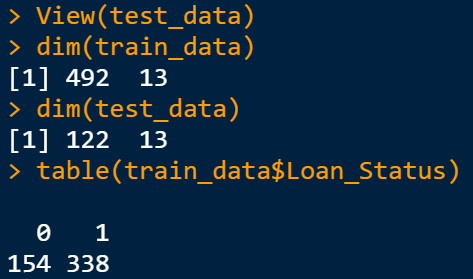 > View(test_data)
> dim(train_data)
[1] 492  13
> dim(test_data)
[1] 122  13
> table(train_data$Loan_Status)

  0   1
154 338